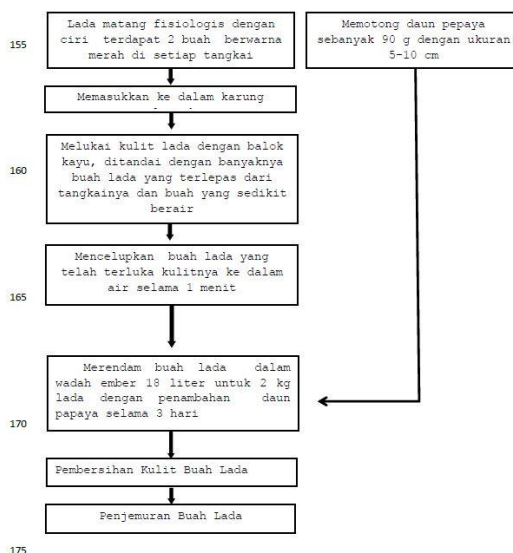 155
Lada matang fisiologis dengan
ciri terdapat 2 buah berwarna
merah di setiap tangkai
Memotong daun pepaya
sebanyak 90 g dengan ukuran
5-10 cm
Memasukkan ke dalam karung
160
Melukai kulit lada dengan balok
kayu, ditandai dengan banyaknya
buah lada yang terlepas dari
tangkainya dan buah yang sedikit
berair
Mencelupkan buah lada yang
telah terluka kulitnya ke dalam
air selama 1 menit
165
Merendam buah lada dalam
wadah ember 18 liter untuk 2 kg
lada dengan penambahan daun
papaya selama 3 hari
170
Pembersihan Kulit Buah Lada
Penjemuran Buah Lada
175